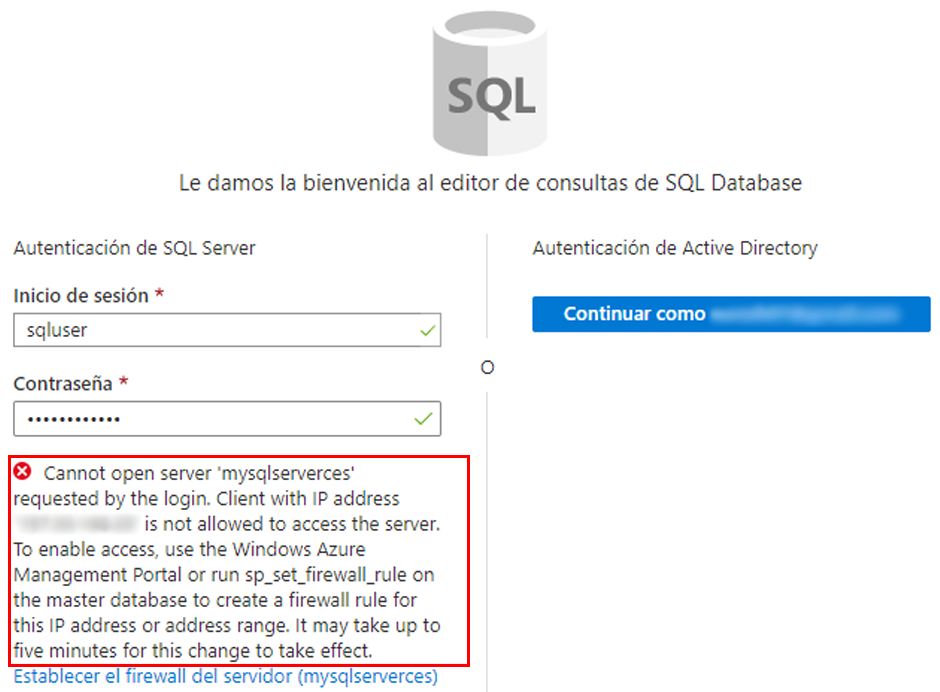 SQL
Le damos la bienvenida al editor de consultas de SQL Database
Autenticación de SQL Server
Inicio de sesión *
sqluser
Contraseña *
••••••••••••
Cannot open server 'mysqlserverces'
requested by the login. Client with IP address
is not allowed to access the server.
To enable access, use the Windows Azure
Management Portal or run sp_set_firewall_rule on
the master database to create a firewall rule for
this IP address or address range. It may take up to
five minutes for this change to take effect.
Establecer el firewall del servidor (mysqlserverces)
O
Autenticación de Active Directory
Continuar como